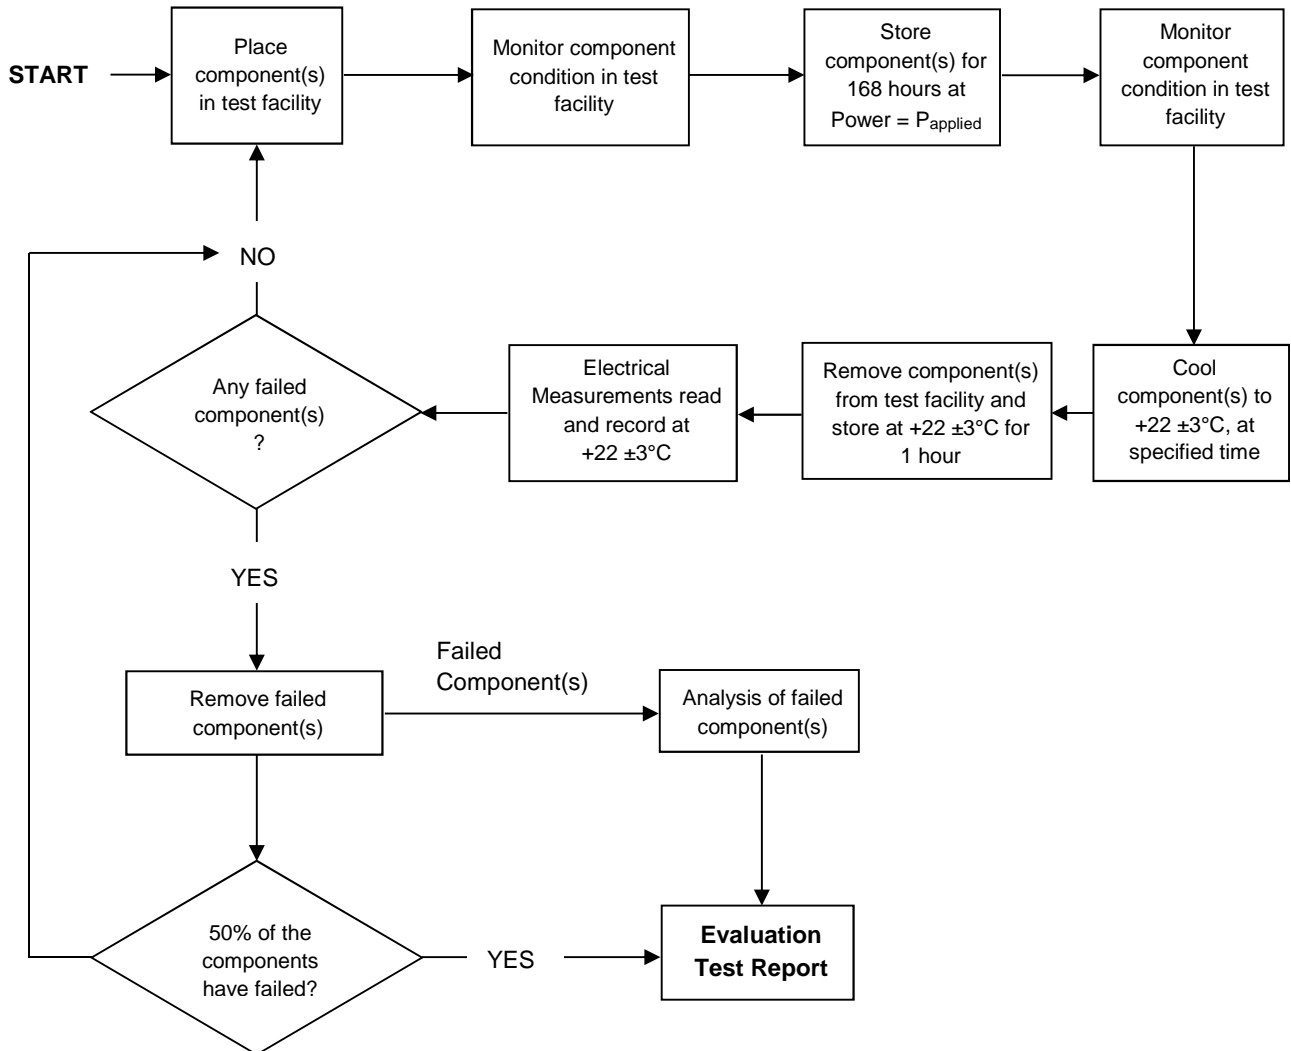 START
Place
component(s)
in test facility
Monitor component
condition in test
facility
Store
component(s) for
168 hours at
Power = Papplied
Monitor
component
condition in test
facility
Cool
component(s) to
+22 ±3°C, at
specified time
Remove component(s)
from test facility and
store at +22 ±3°C for
1 hour
Electrical
Measurements read
and record at
+22 ±3°C
Any failed
component(s)
?
NO
YES
Remove failed
component(s)
Failed
Component(s)
Analysis of failed
component(s)
50% of the
components
have failed?
YES
Evaluation
Test Report